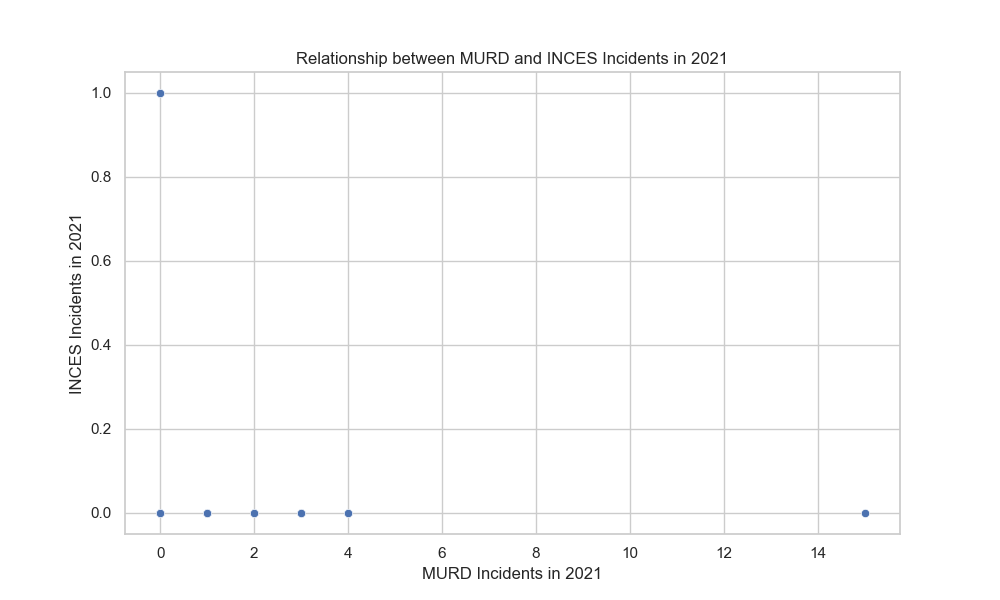 Relationship between MURD and INCES Incidents in 2021
1.0
0.8
0.6
0.4
0.2
0.0
INCES Incidents in 2021
0 2 4 6 8 10 12 14
MURD Incidents in 2021